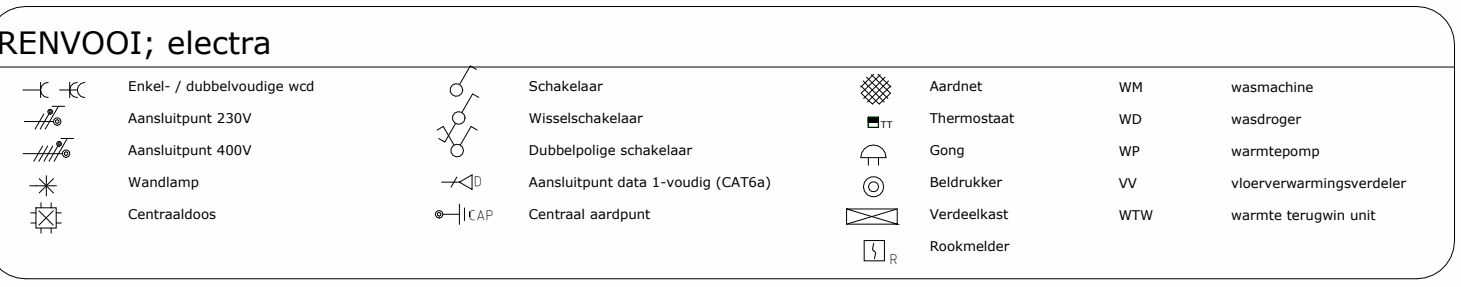 RENVOOI; electra
Enkel- / dubbelvoudige wcd
Aansluitpunt 230V
Aansluitpunt 400V
Wandlamp
Centraaldoos
Schakelaar
Wisselschakelaar
Dubbelpolige schakelaar
D Aansluitpunt data 1-voudig (CAT6a)
CAP Centraal aardpunt
Aardnet
TT Thermostaat
Gong
Beldrukker
Verdeelkast
R Rookmelder
WM wasmachine
WD wasdroger
WP warmtepomp
VV vloerverwarmingsverdeler
WTW warmte terugwin unit